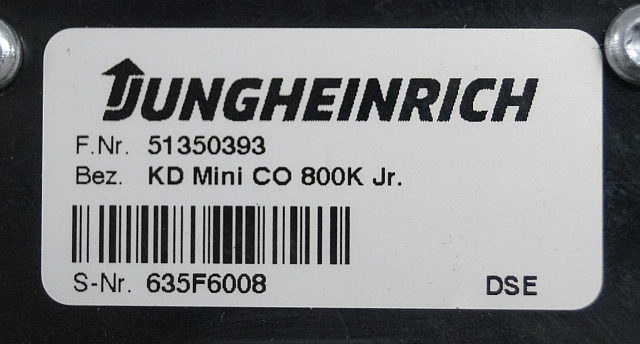 JUNGHEINRICH
F.Nr. 51350393
Bez. KD Mini CO 800K Jr.
S-Nr. 635F6008 DSE